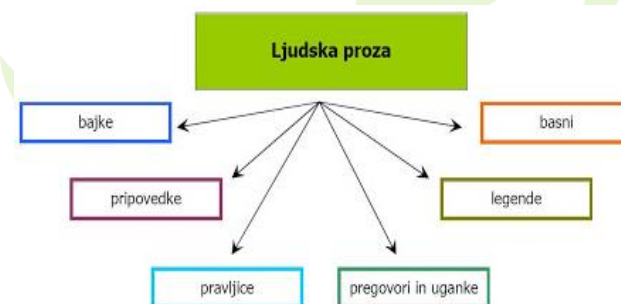 Ljudska proza
bajke
basni
pripovedke
legende
pravljice
pregovori in uganke